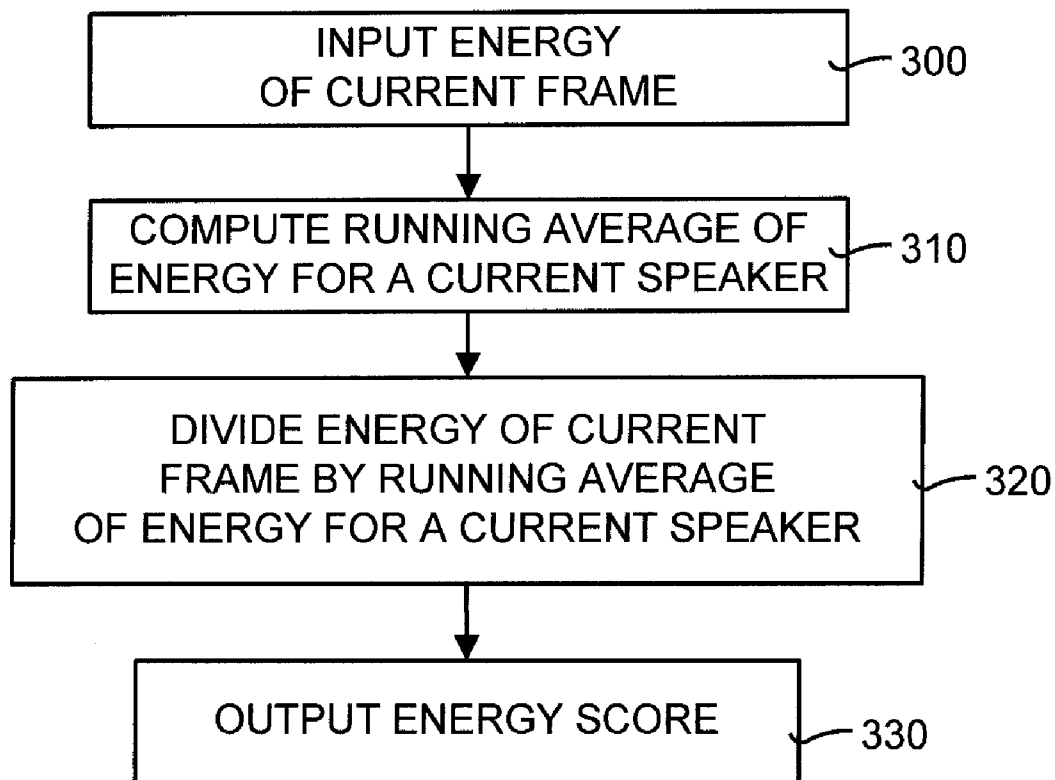 INPUT ENERGY
OF CURRENT FRAME
300
COMPUTE RUNNING AVERAGE OF
ENERGY FOR A CURRENT SPEAKER
310
DIVIDE ENERGY OF CURRENT
FRAME BY RUNNING AVERAGE
OF ENERGY FOR A CURRENT SPEAKER
320
OUTPUT ENERGY SCORE
330